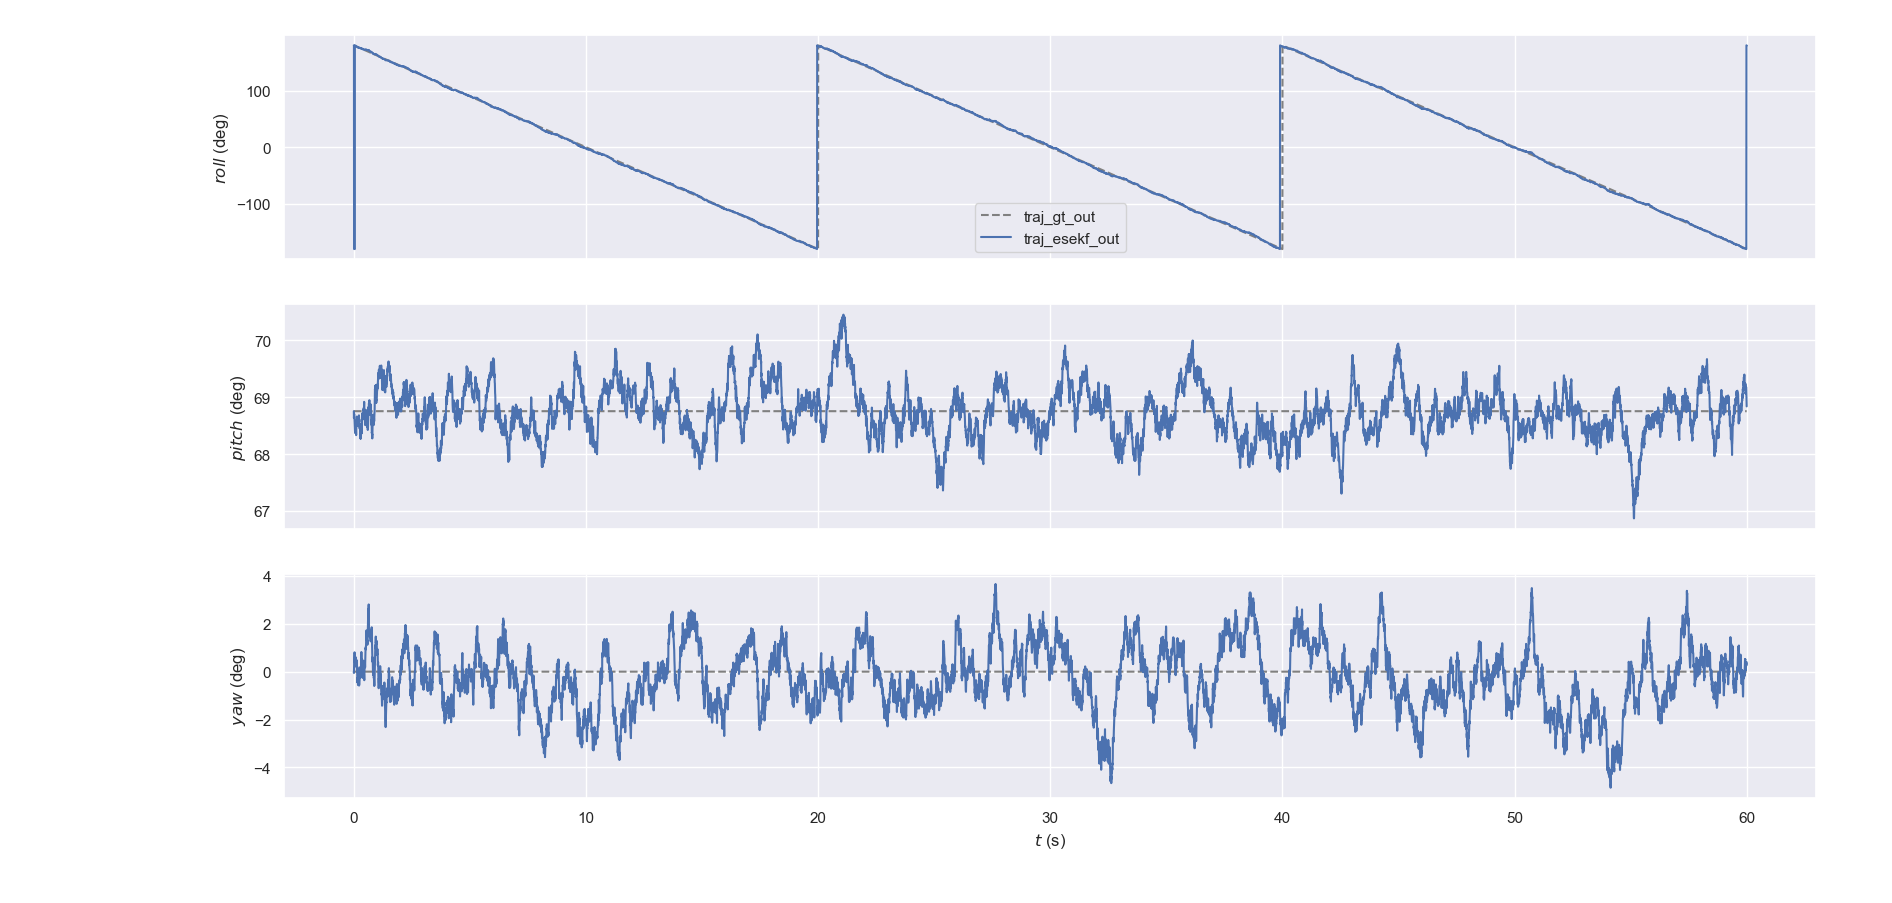 100
0
−100
roll (deg)
traj_gt_out
traj_esekf_out
70
69
68
67
pitch (deg)
4
2
0
−2
−4
yaw (deg)
0 10 20 30 40 50 60
t (s)